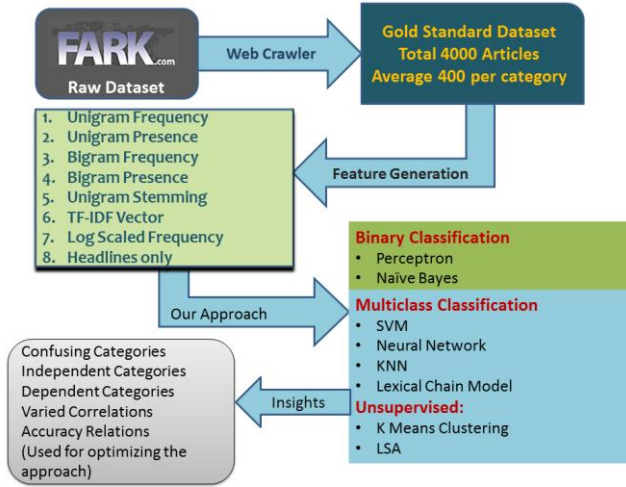 FARK.com
Raw Dataset
Web Crawler
Gold Standard Dataset
Total 4000 Articles
Average 400 per category
1. Unigram Frequency
2. Unigram Presence
3. Bigram Frequency
4. Bigram Presence
5. Unigram Stemming
6. TF-IDF Vector
7. Log Scaled Frequency
8. Headlines only
Feature Generation
Our Approach
Binary Classification
• Perceptron
• Naïve Bayes
Multiclass Classification
• SVM
• Neural Network
• KNN
• Lexical Chain Model
Unsupervised:
• K Means Clustering
• LSA
Insights
Confusing Categories
Independent Categories
Dependent Categories
Varied Correlations
Accuracy Relations
(Used for optimizing the
approach)